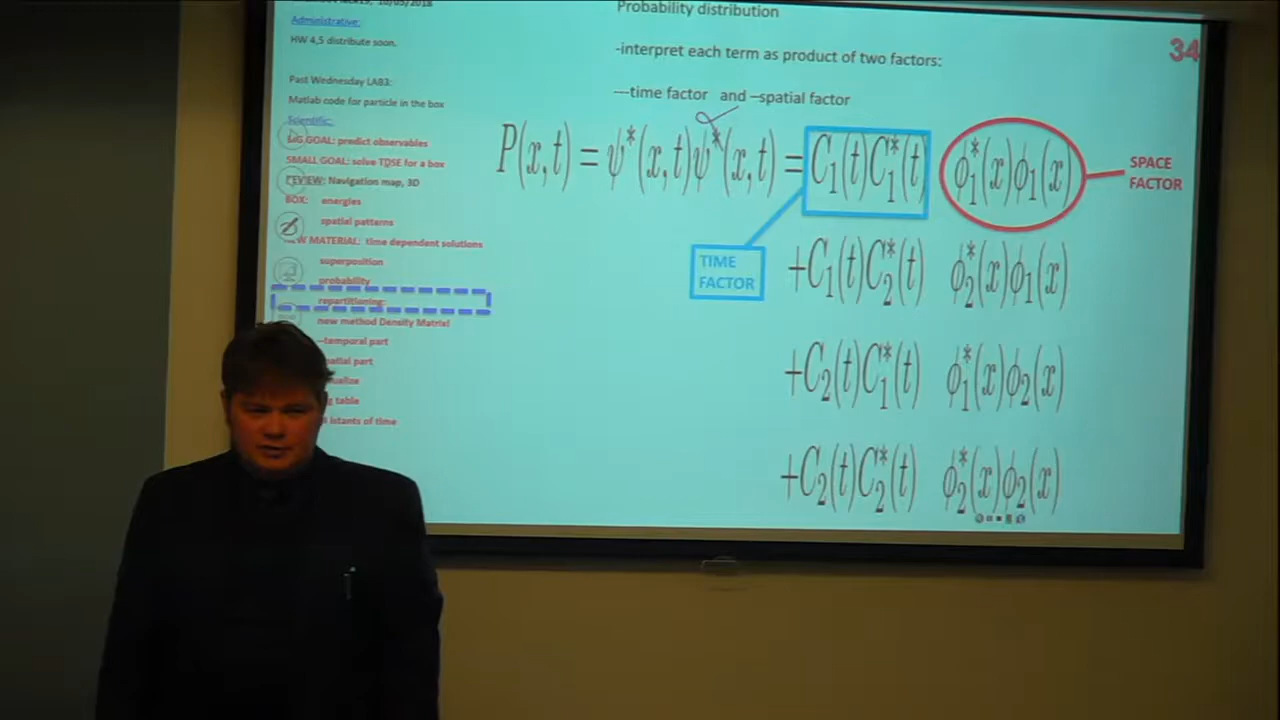 10/05/2018
Administrative:
HW 4,5 distribute soon.
Past Wednesday LAB3:
Matlab code for particle in the box
Scientific:
BIG GOAL: predict observables
SMALL GOAL: solve TDSE for a box
REVIEW: Navigation map, 3D
BOX: energies
spatial patterns
NEW MATERIAL: time dependent solutions
superposition
probability
repartitioning:
new method Density Matrix!
--temporal part
table
of time
Probability distribution
34
-interpret each term as product of two factors:
---time factor and –spatial factor
P(x,t) = ψ*(x,t)ψ*(x,t) = C₁(t)C₁*(t) ϕ₁*(x)ϕ₁(x)
SPACE
FACTOR
TIME
FACTOR
+C₁(t)C₂*(t) ϕ₂*(x)ϕ₁(x)
+C₂(t)C₁*(t) ϕ₁*(x)ϕ₂(x)
+C₂(t)C₂*(t) ϕ₂*(x)ϕ₂(x)